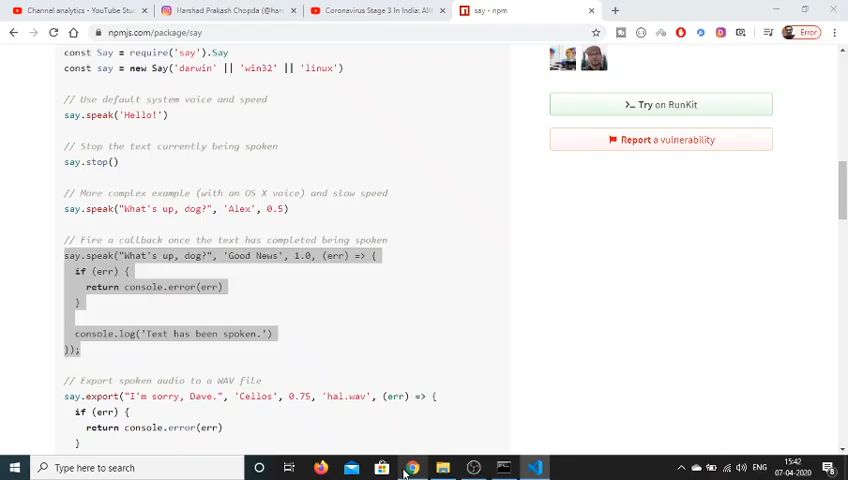 Channel analytics - YouTube Stu
Harshad Prakash Chopda (@har
Coronavirus Stage 3 In India: All
say - npm
npmjs.com/package/say
Error
const Say = require('say').Say
const say = new Say('darwin' || 'win32' || 'linux')
// Use default system voice and speed
say.speak('Hello!')
// Stop the text currently being spoken
say.stop()
// More complex example (with an OS X voice) and slow speed
say.speak("What's up, dog?", 'Alex', 0.5)
// Fire a callback once the text has completed being spoken
say.speak("What's up, dog?", 'Good News', 1.0, (err) => {
if (err) {
return console.error(err)
}
console.log('Text has been spoken.')
});
// Export spoken audio to a WAV file
say.export("I'm sorry, Dave.", 'Cellos', 0.75, 'hal.wav', (err) => {
if (err) {
return console.error(err)
}
Try on RunKit
Report a vulnerability
Type here to search
ENG
15:42
07-04-2020